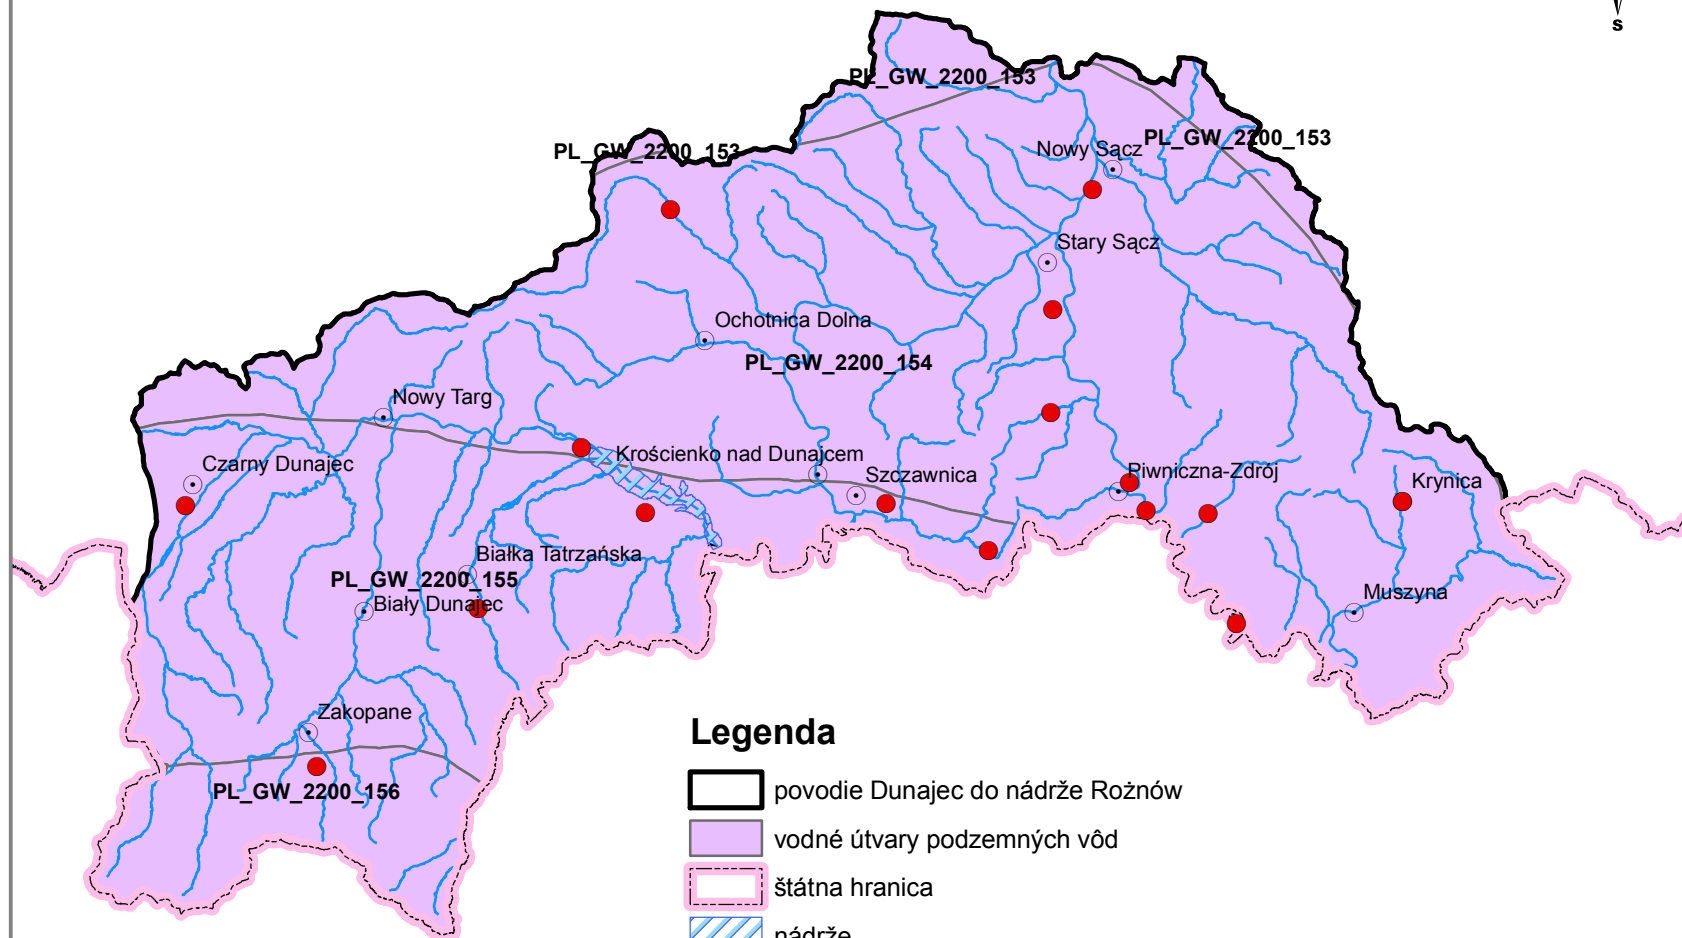 s
PL_GW_2200_153
PL_GW_2200_153
PL_GW_2200_153
Nowy Sącz
Stary Sącz
Ochotnica Dolna
PL_GW_2200_154
Nowy Targ
Krościenko nad Dunajcem
Czarny Dunajec
Szczawnica
Piwniczna-Zdrój
Krynica
Białka Tatrzańska
PL_GW_2200_155
Biały Dunajec
Muszyna
Zakopane
PL_GW_2200_156
Legenda
povodie Dunajec do nádrže Rożnów
vodné útvary podzemných vôd
štátna hranica
nádrže